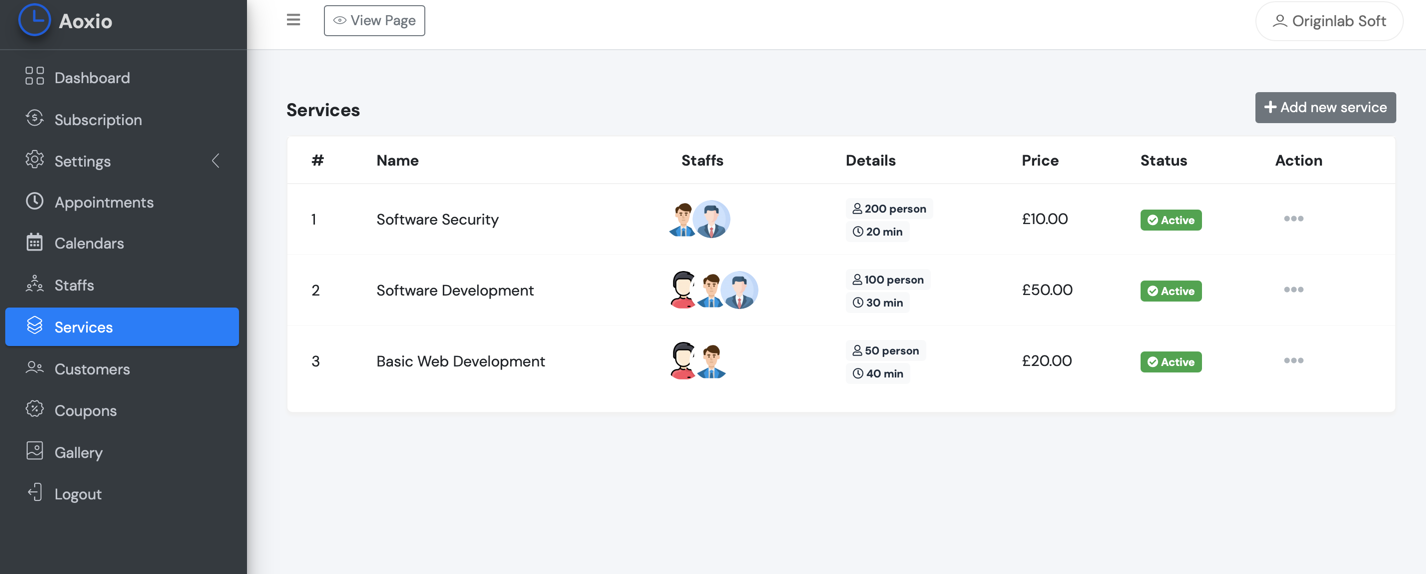 Aoxio
View Page
Originlab Soft
Dashboard
Subscription
Settings
Appointments
Calendars
Staffs
Services
Customers
Coupons
Gallery
Logout
Services
Add new service
# Name Staffs Details Price Status Action
1 Software Security 200 person 20 min £10.00 Active
2 Software Development 100 person 30 min £50.00 Active
3 Basic Web Development 50 person 40 min £20.00 Active